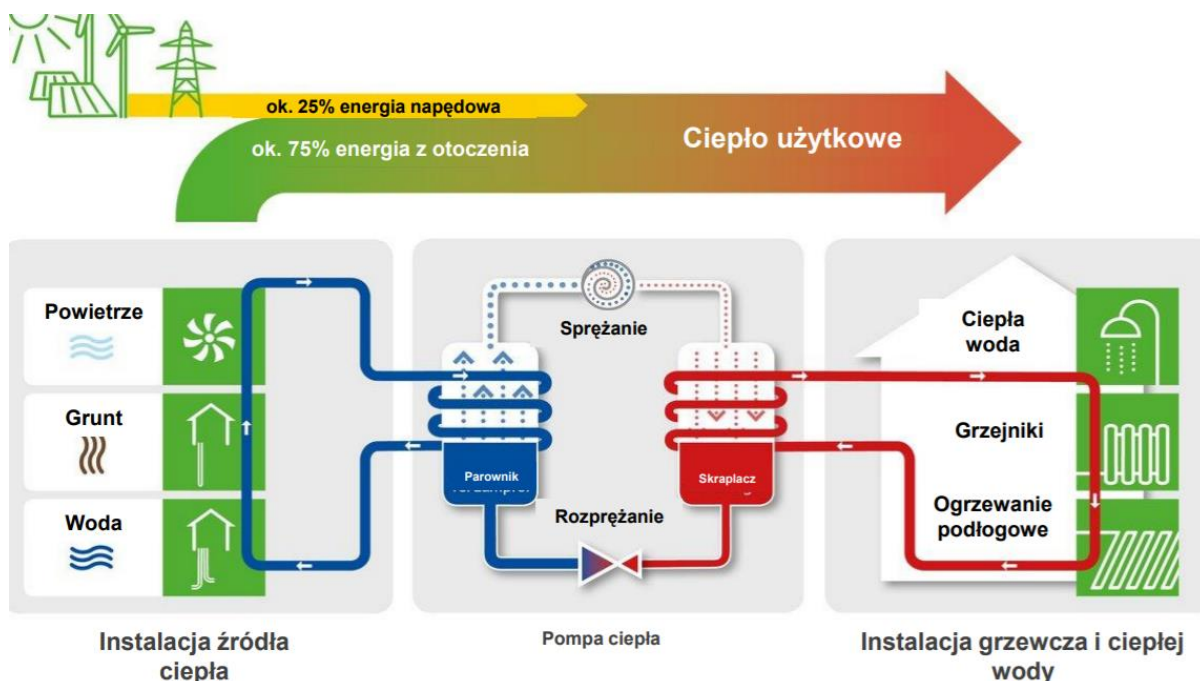 ok. 25% energia napędowa
ok. 75% energia z otoczenia
Ciepło użytkowe
Powietrze
Grunt
Woda
Sprężanie
Parownik
Skraplacz
Rozprężanie
Ciepła
woda
Grzejniki
Ogrzewanie
podłogowe
Instalacja źródła
ciepła
Pompa ciepła
Instalacja grzewcza i ciepłej
wody